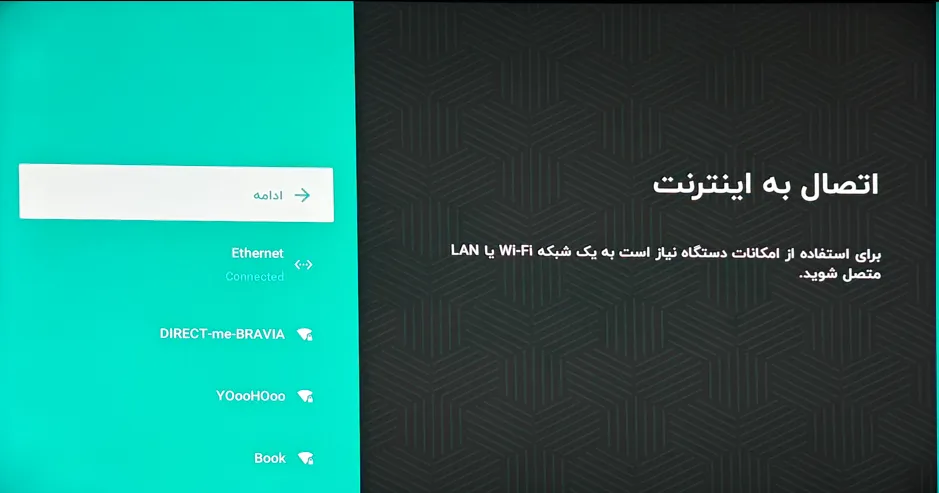 اتصال به اینترنت
برای استفاده از امکانات دستگاه نیاز است به یک شبکه Wi-Fi یا LAN
متصل شوید.
ادامه
Ethernet
Connected
DIRECT-me-BRAVIA
YOooHOoo
Book